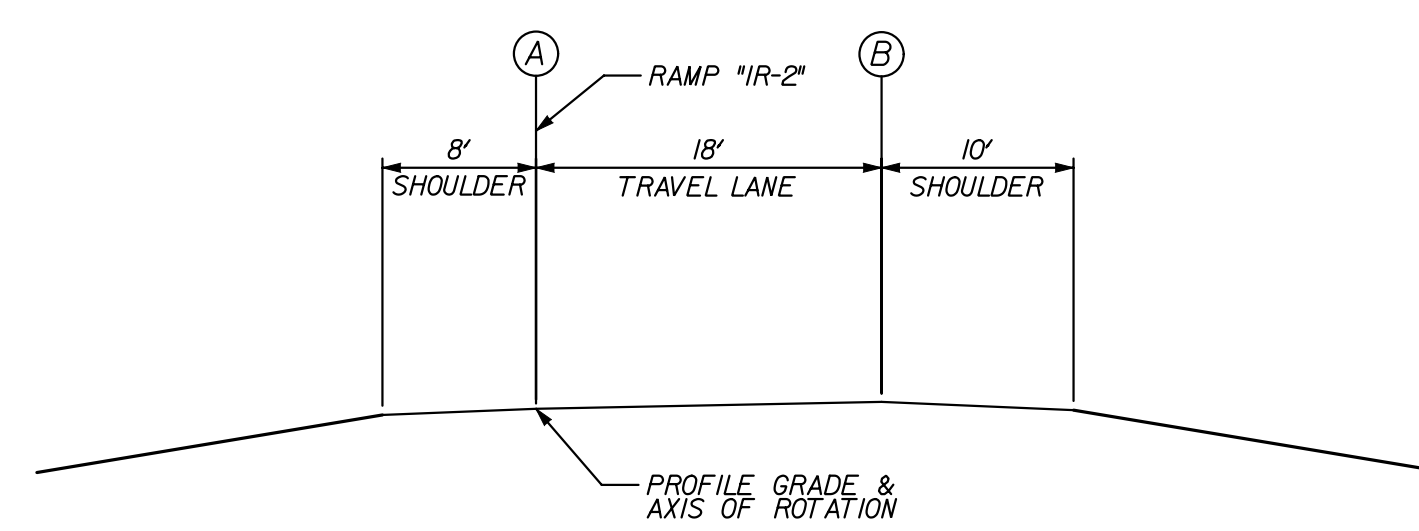 A
B
RAMP "IR-2"
8'
18'
10'
SHOULDER
TRAVEL LANE
SHOULDER
PROFILE GRADE &
AXIS OF ROTATION